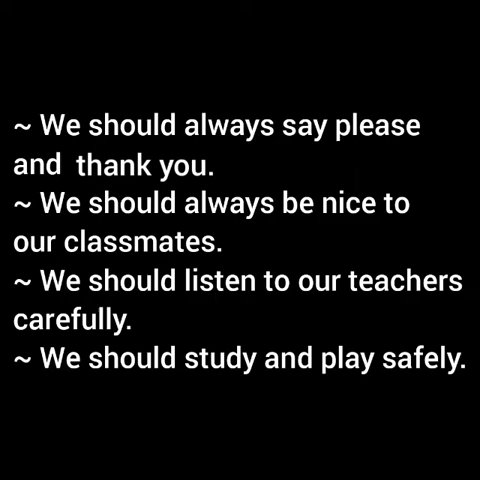 ~ We should always say please
and thank you.
~ We should always be nice to
our classmates.
~ We should listen to our teachers
carefully.
~ We should study and play safely.